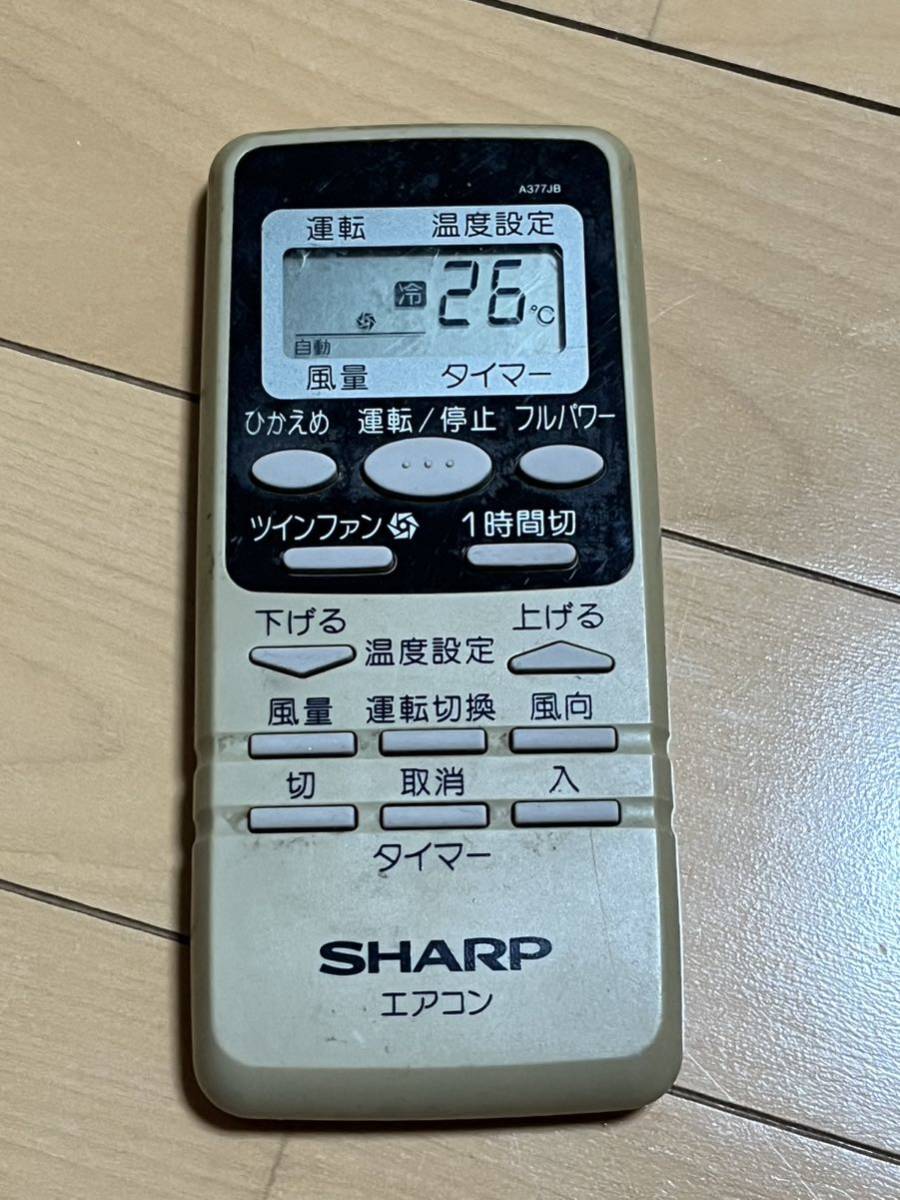 A377JB
運転 温度設定
冷 26℃
自動
風量 タイマー
ひかえめ 運転/停止 フルパワー
ツインファン 1時間切
下げる 温度設定 上げる
風量 運転切換 風向
切 取消 入
タイマー
SHARP
エアコン